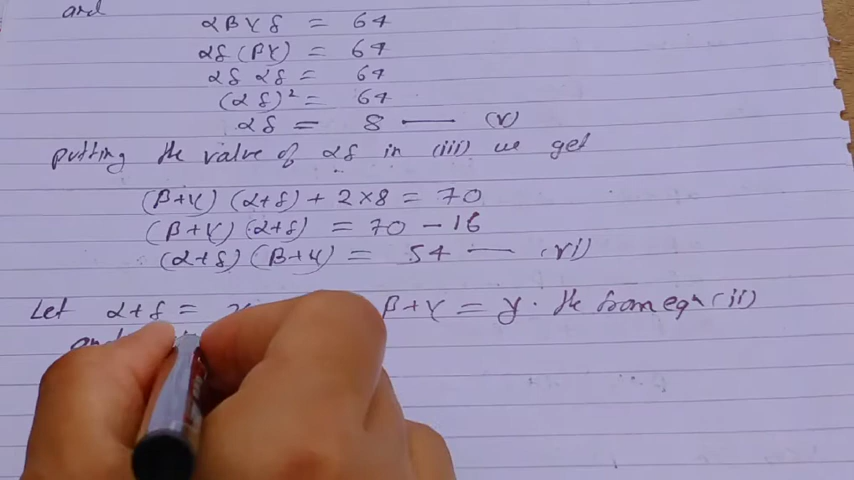 and
αβγδ = 64
αδ (βγ) = 64
αδ αδ = 64
(αδ)² = 64
αδ = 8 — (v)
putting the value of αδ in (iii) we get
(β+γ) (α+δ) + 2×8 = 70
(β+γ) (α+δ) = 70 - 16
(α+δ) (β+γ) = 54 — (vi)
Let α+δ = β+γ = y. the from eqn (ii)
and